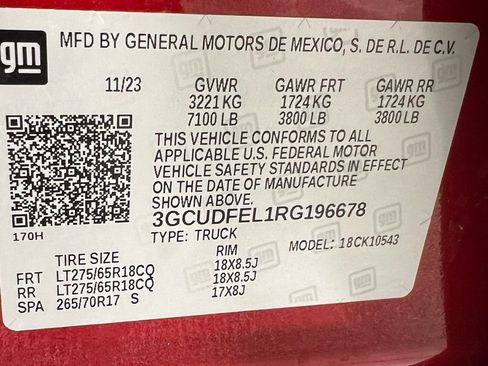 gm
MFD BY GENERAL MOTORS DE MEXICO, S. DE R.L. DE C.V.
11/23 GVWR GAWR FRT GAWR RR
3221 KG 1724 KG 1724 KG
7100 LB 3800 LB 3800 LB
THIS VEHICLE CONFORMS TO ALL
APPLICABLE U.S. FEDERAL MOTOR
VEHICLE SAFETY STANDARDS IN EFFECT
ON THE DATE OF MANUFACTURE
SHOWN ABOVE.
3GCUDFEL1RG196678
170H TYPE: TRUCK MODEL: 18CK10543
TIRE SIZE RIM
FRT LT275/65R18CQ 18X8.5J
RR LT275/65R18CQ 18X8.5J
SPA 265/70R17 S 17X8J